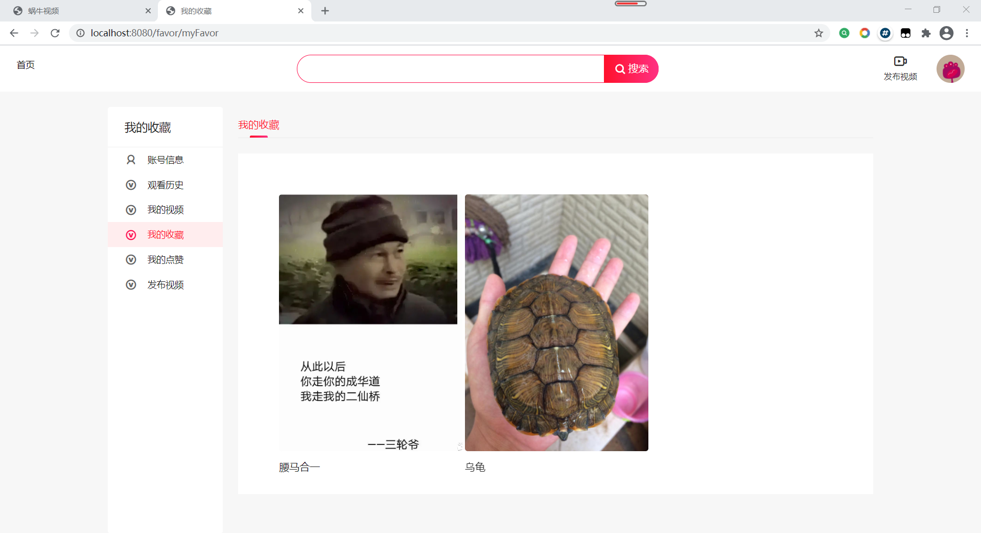 蜗牛视频
我的收藏
localhost:8080/favor/myFavor
首页
搜索
发布视频
我的收藏
账号信息
观看历史
我的视频
我的收藏
我的点赞
发布视频
我的收藏
从此以后
你走你的成华道
我走我的二仙桥
——三轮爷
腰马合一
乌龟